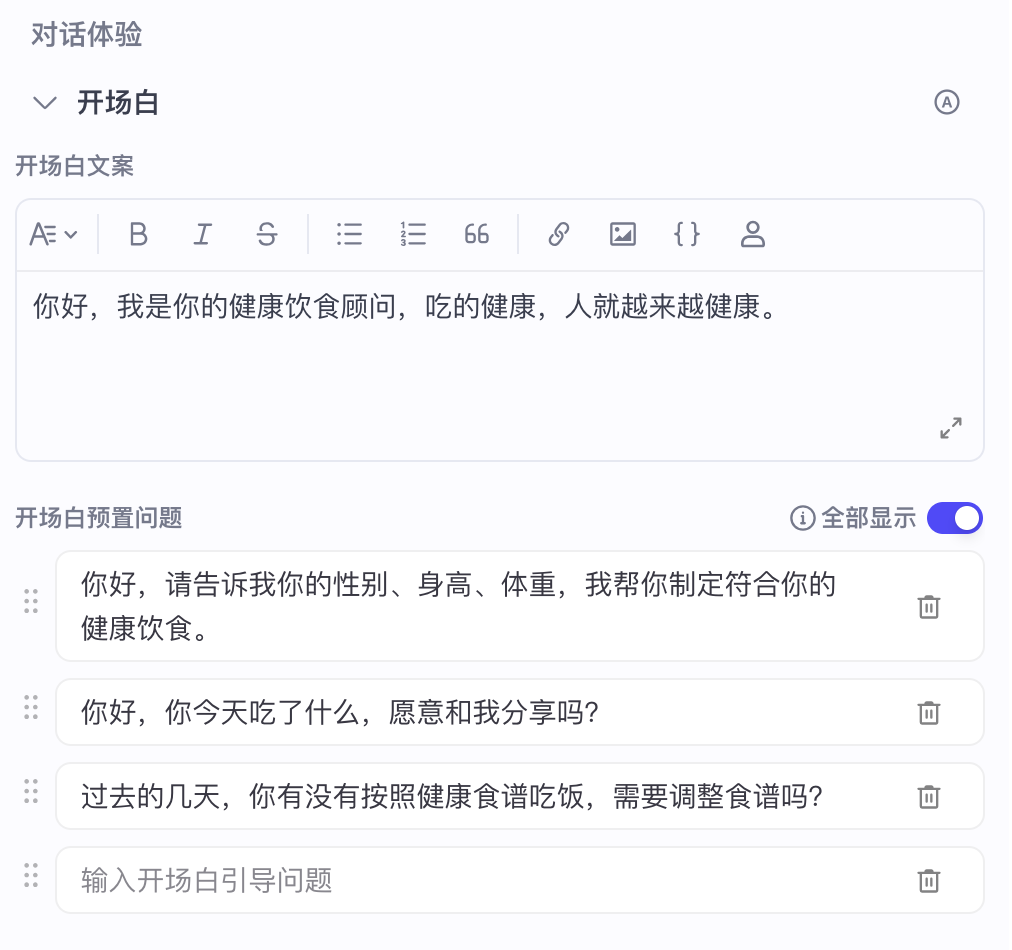 对话体验
开场白
开场白文案
你好，我是你的健康饮食顾问，吃的健康，人就越来越健康。
开场白预置问题
全部显示
你好，请告诉我你的性别、身高、体重，我帮你制定符合你的
健康饮食。
你好，你今天吃了什么，愿意和我分享吗？
过去的几天，你有没有按照健康食谱吃饭，需要调整食谱吗？
输入开场白引导问题